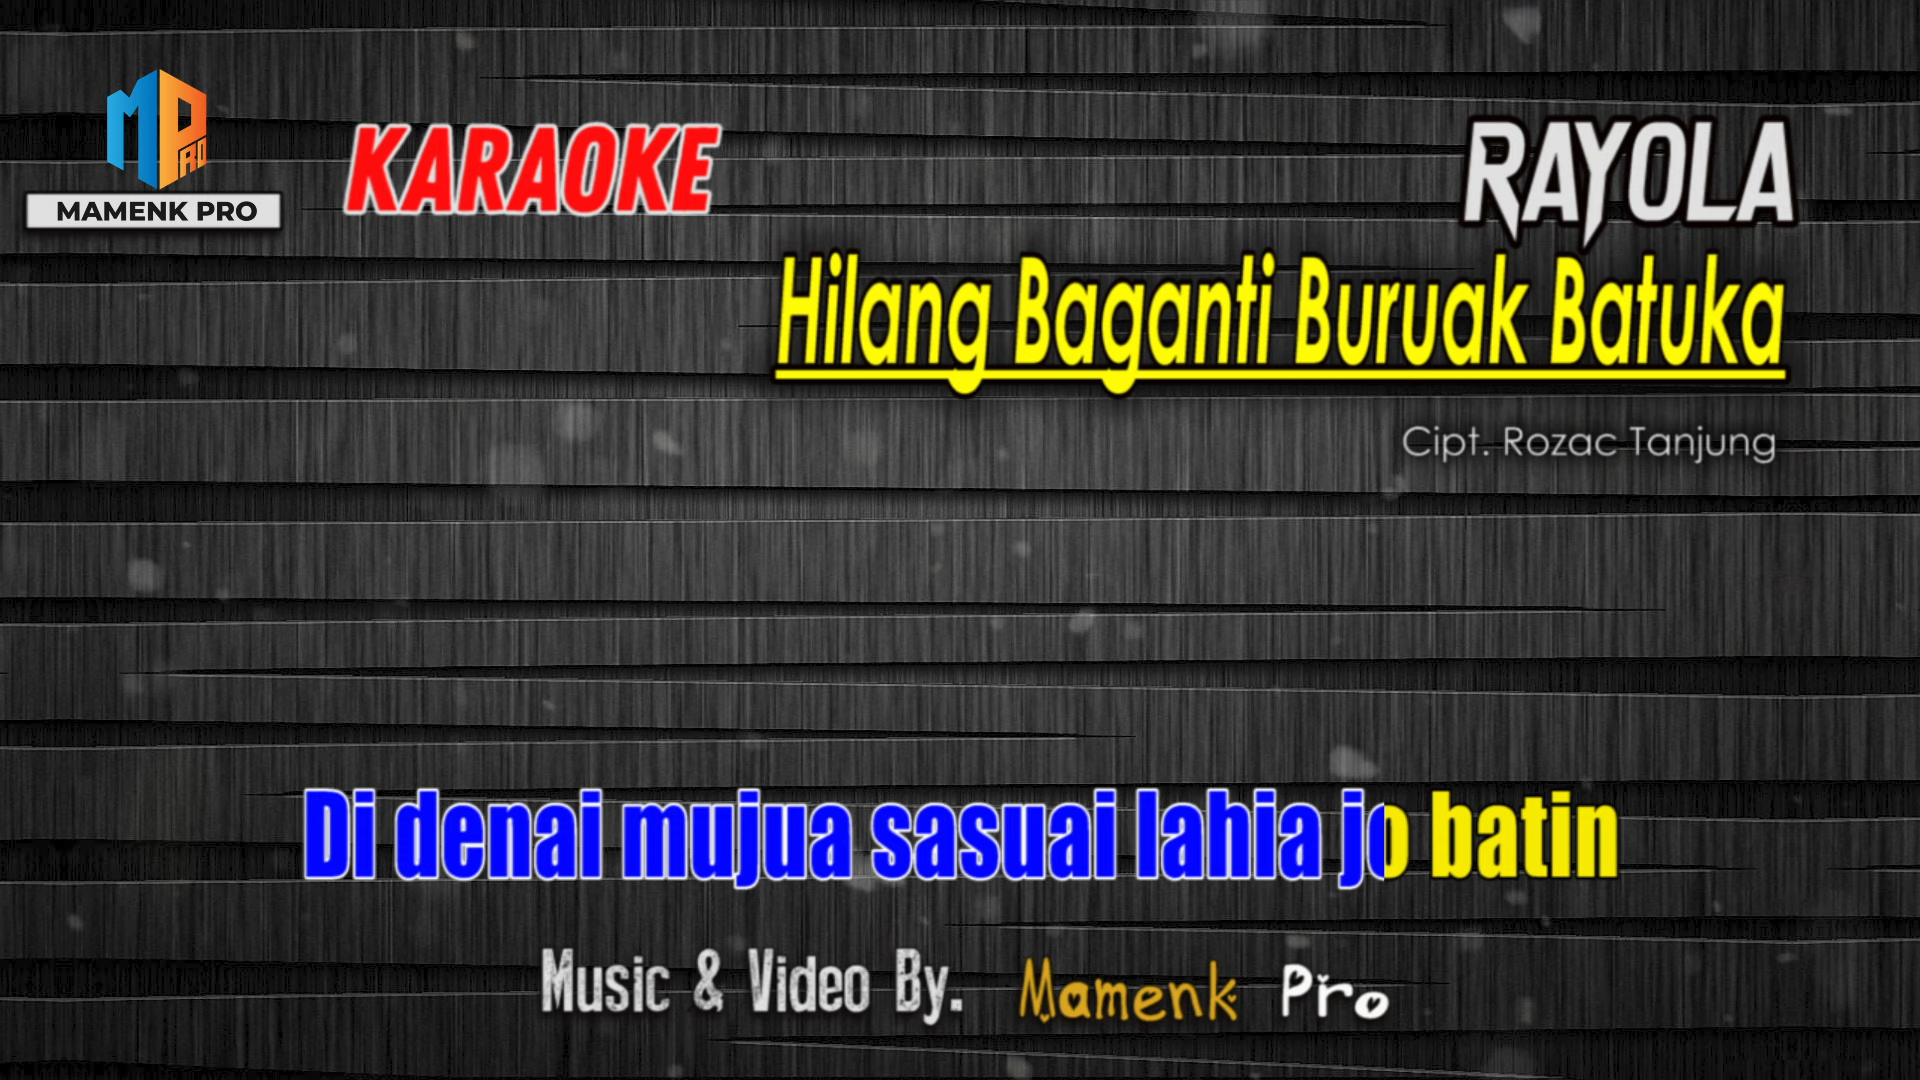 MPRO
MAMENK PRO
KARAOKE
RAYOLA
Hilang Baganti Buruak Batuka
Cipt. Rozac Tanjung
Di denai mujua sasuai lahia jo batin
Music & Video By. Mamenk Pro